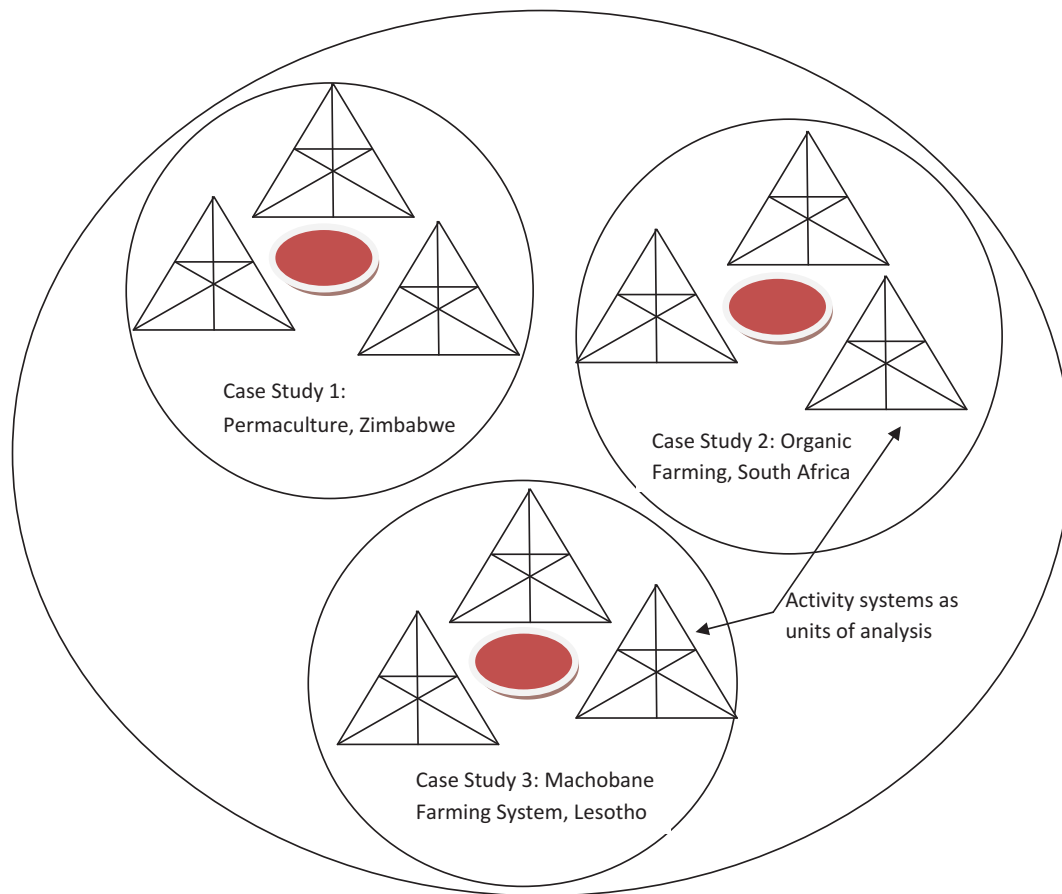 Case Study 1:
Permaculture, Zimbabwe
Case Study 2: Organic
Farming, South Africa
Activity systems as
units of analysis
Case Study 3: Machobane
Farming System, Lesotho